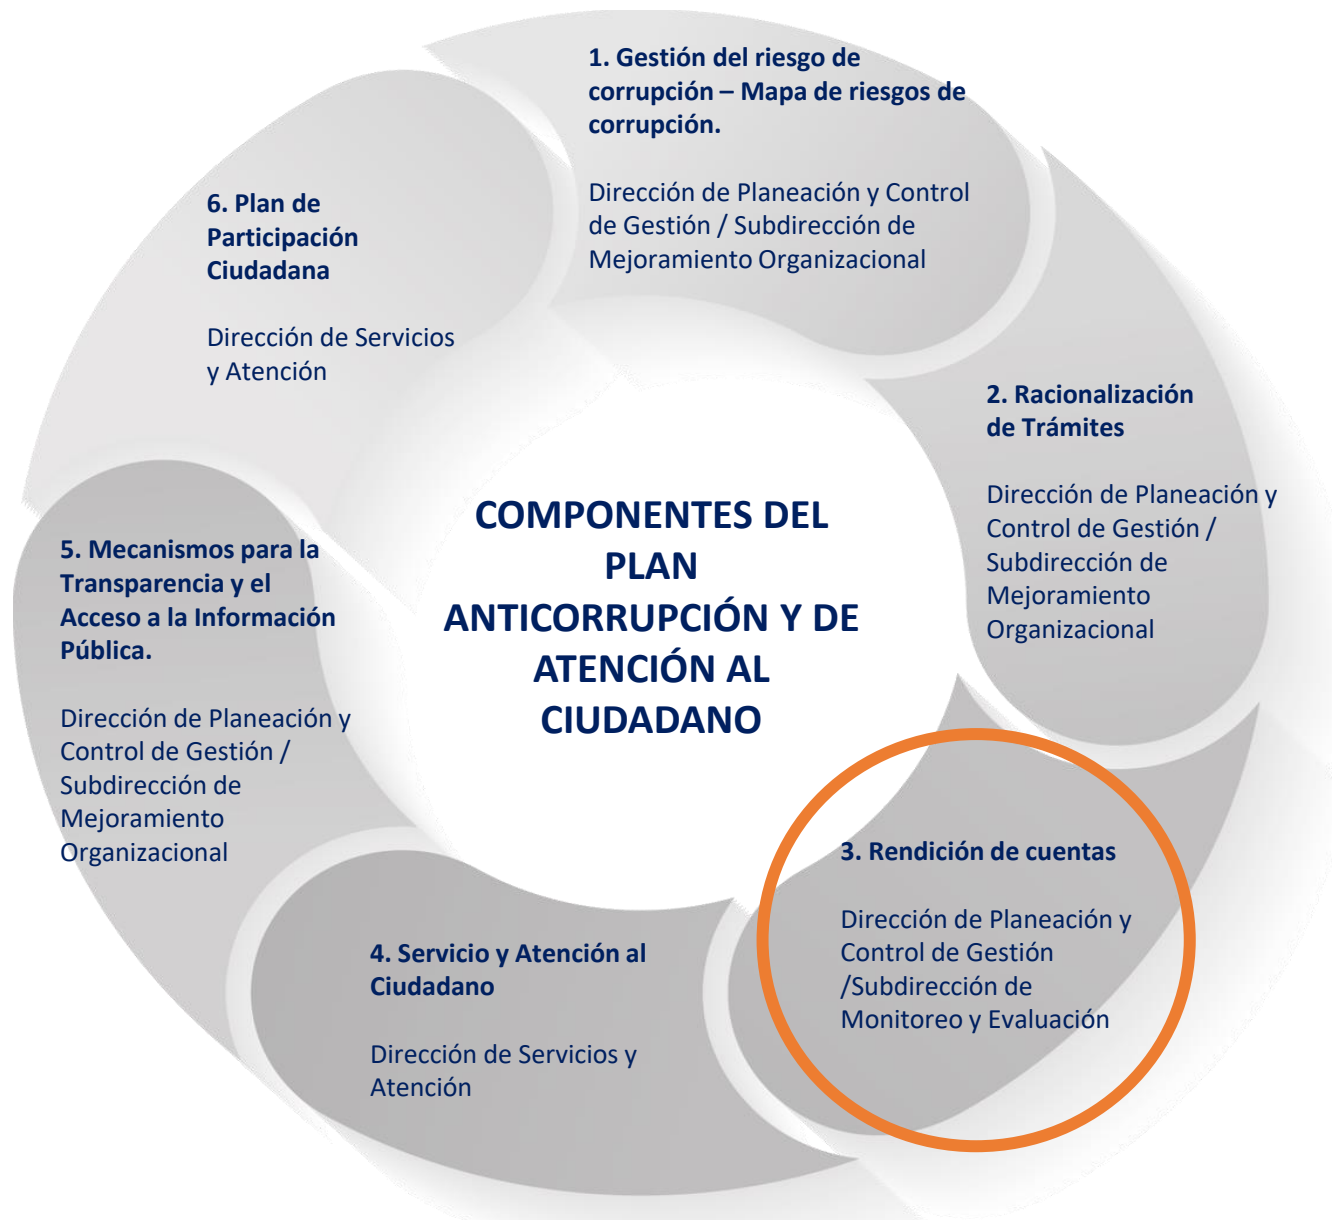 1. Gestión del riesgo de
corrupción – Mapa de riesgos de
corrupción.
Dirección de Planeación y Control
de Gestión / Subdirección de
Mejoramiento Organizacional
2. Racionalización
de Trámites
Dirección de Planeación y
Control de Gestión /
Subdirección de
Mejoramiento
Organizacional
3. Rendición de cuentas
Dirección de Planeación y
Control de Gestión
/Subdirección de
Monitoreo y Evaluación
4. Servicio y Atención al
Ciudadano
Dirección de Servicios y
Atención
5. Mecanismos para la
Transparencia y el
Acceso a la Información
Pública.
Dirección de Planeación y
Control de Gestión /
Subdirección de
Mejoramiento
Organizacional
6. Plan de
Participación
Ciudadana
Dirección de Servicios
y Atención
COMPONENTES DEL
PLAN
ANTICORRUPCIÓN Y DE
ATENCIÓN AL
CIUDADANO